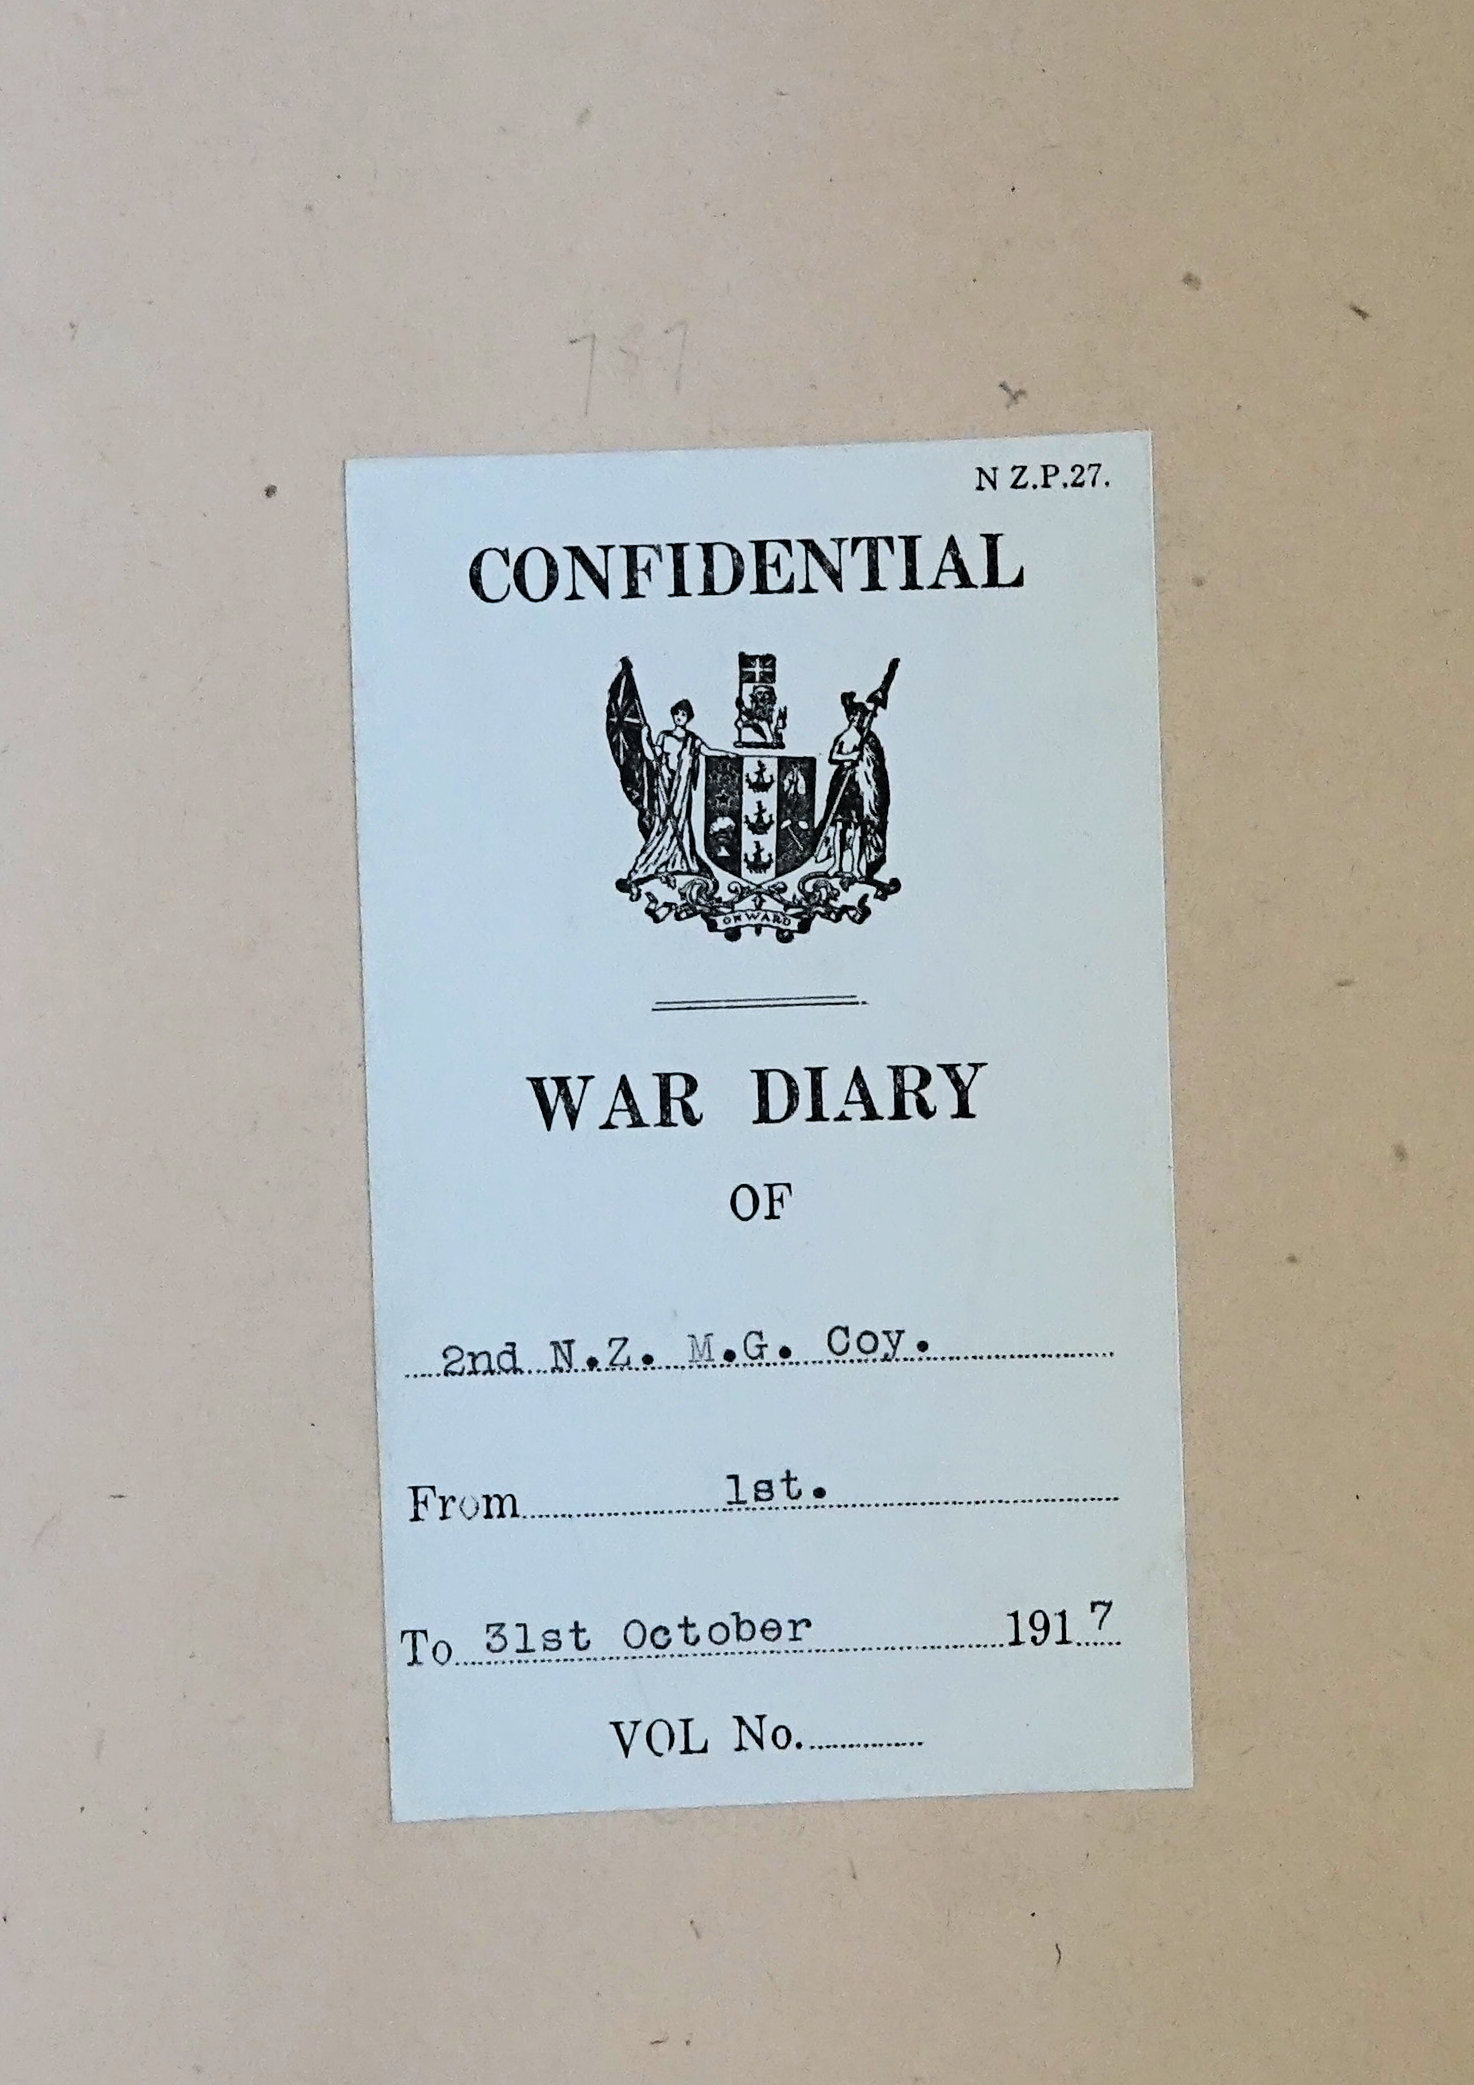 N Z.P.27.
CONFIDENTIAL
ONWARD
WAR DIARY
OF
2nd N.Z. M.G. Coy.
From 1st.
To 31st October 1917
VOL No.